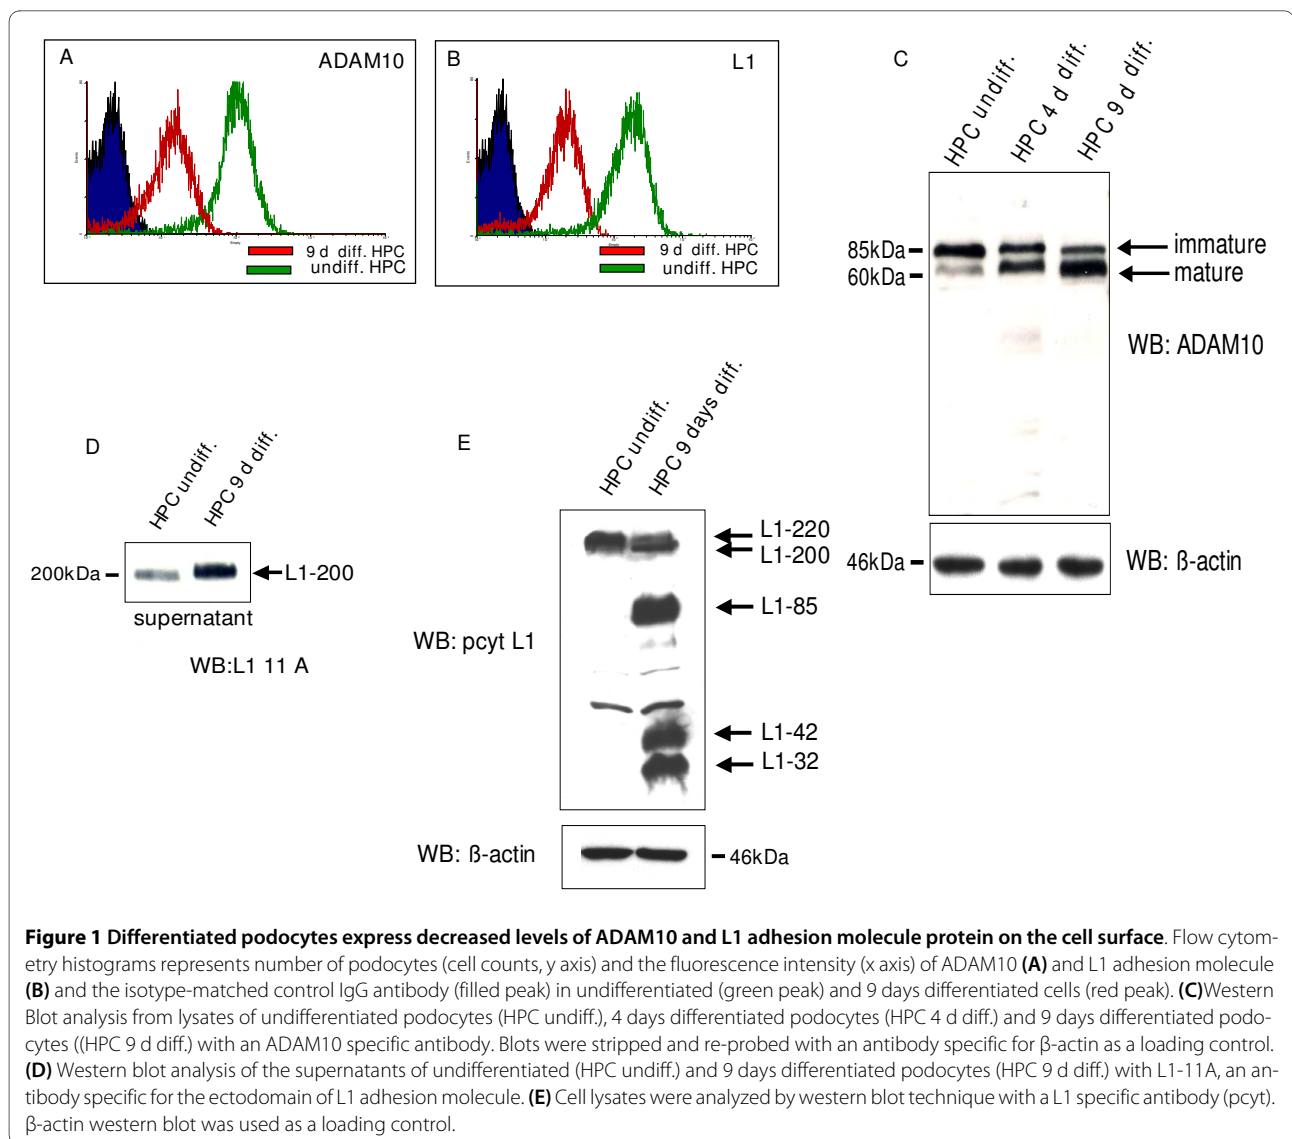 A
ADAM10
9 d diff. HPC
undiff. HPC
B
L1
9 d diff. HPC
undiff. HPC
C
HPC undiff.
HPC 4 d diff.
HPC 9 d diff.
85kDa
60kDa
immature
mature
WB: ADAM10
46kDa
WB: ß-actin
D
HPC undiff.
HPC 9 d diff.
200kDa
L1-200
supernatant
WB:L1 11 A
E
HPC undiff.
HPC 9 days diff.
L1-220
L1-200
L1-85
WB: pcyt L1
L1-42
L1-32
WB: ß-actin
46kDa
Figure 1 Differentiated podocytes express decreased levels of ADAM10 and L1 adhesion molecule protein on the cell surface. Flow cytom-
etry histograms represents number of podocytes (cell counts, y axis) and the fluorescence intensity (x axis) of ADAM10 (A) and L1 adhesion molecule
(B) and the isotype-matched control IgG antibody (filled peak) in undifferentiated (green peak) and 9 days differentiated cells (red peak). (C)Western
Blot analysis from lysates of undifferentiated podocytes (HPC undiff.), 4 days differentiated podocytes (HPC 4 d diff.) and 9 days differentiated podo-
cytes ((HPC 9 d diff.) with an ADAM10 specific antibody. Blots were stripped and re-probed with an antibody specific for β-actin as a loading control.
(D) Western blot analysis of the supernatants of undifferentiated (HPC undiff.) and 9 days differentiated podocytes (HPC 9 d diff.) with L1-11A, an an-
tibody specific for the ectodomain of L1 adhesion molecule. (E) Cell lysates were analyzed by western blot technique with a L1 specific antibody (pcyt).
β-actin western blot was used as a loading control.